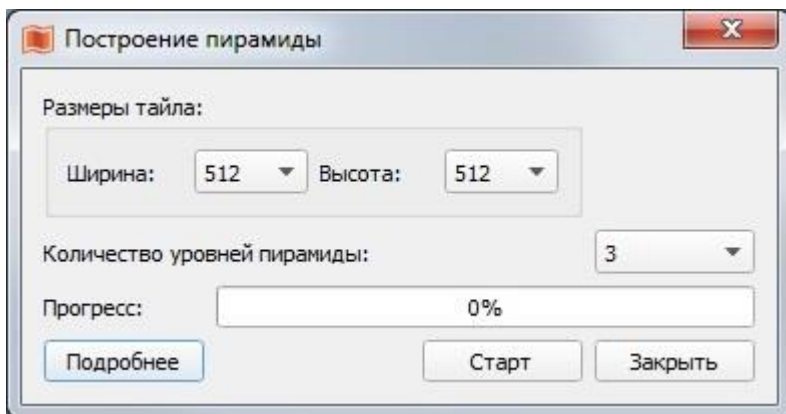 Построение пирамиды
Размеры тайла:
Ширина: 512 Высота: 512
Количество уровней пирамиды: 3
Прогресс: 0%
Подробнее Старт Закрыть